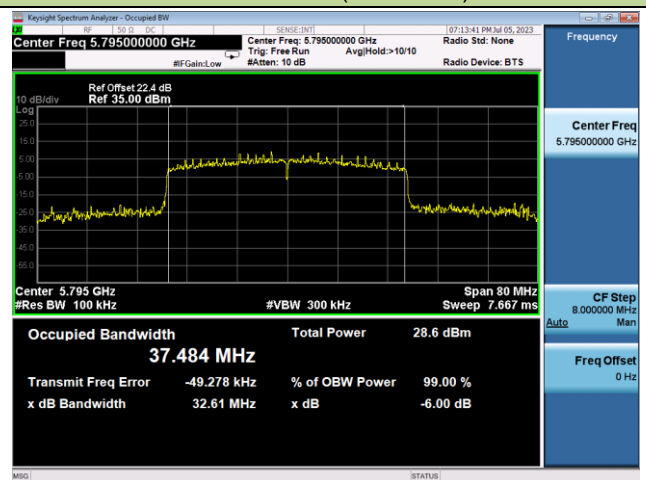 Keysight Spectrum Analyzer - Occupied BW
RF 50 Ω DC SENSE:INT 07:13:41 PM Jul 05, 2023
Center Freq 5.795000000 GHz
Center Freq: 5.795000000 GHz
Radio Std: None
Trig: Free Run Avg|Hold:>10/10
#IFGain:Low #Atten: 10 dB Radio Device: BTS
Ref Offset 22.4 dB
10 dB/div Ref 35.00 dBm
Log
25.0
15.0
5.00
-5.00
-15.0
-25.0
-35.0
-45.0
-55.0
Center 5.795 GHz Span 80 MHz
#Res BW 100 kHz #VBW 300 kHz Sweep 7.667 ms
Occupied Bandwidth Total Power 28.6 dBm
37.484 MHz
Transmit Freq Error -49.278 kHz % of OBW Power 99.00 %
x dB Bandwidth 32.61 MHz x dB -6.00 dB
MSG STATUS
Frequency
Center Freq
5.795000000 GHz
CF Step
8.000000 MHz
Auto Man
Freq Offset
0 Hz